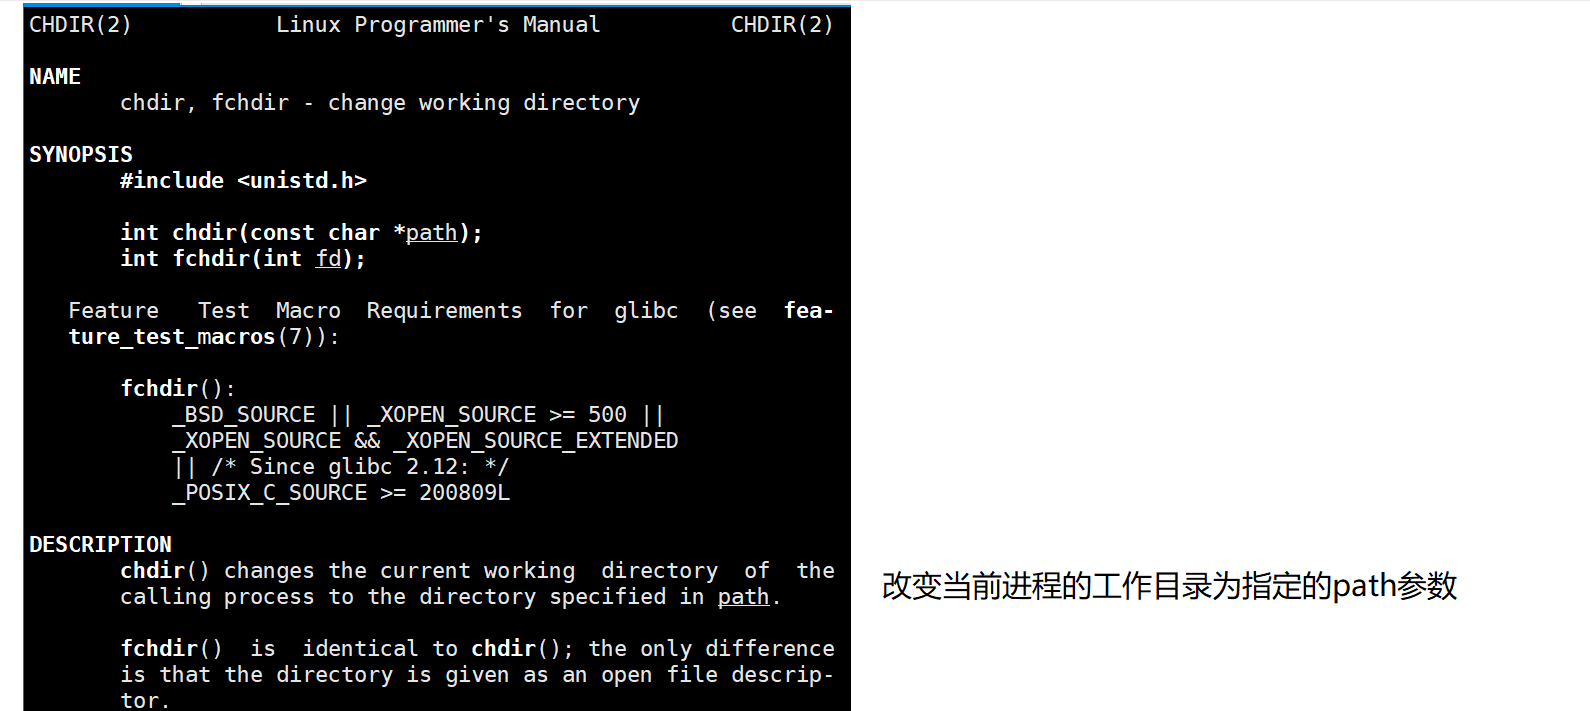 CHDIR(2) Linux Programmer's Manual CHDIR(2)
NAME
chdir, fchdir - change working directory
SYNOPSIS
#include <unistd.h>
int chdir(const char *path);
int fchdir(int fd);
Feature Test Macro Requirements for glibc (see fea-
ture_test_macros(7)):
fchdir():
_BSD_SOURCE || _XOPEN_SOURCE >= 500 ||
_XOPEN_SOURCE && _XOPEN_SOURCE_EXTENDED
|| /* Since glibc 2.12: */
_POSIX_C_SOURCE >= 200809L
DESCRIPTION
chdir() changes the current working directory of the
calling process to the directory specified in path.
改变当前进程的工作目录为指定的path参数
fchdir() is identical to chdir(); the only difference
is that the directory is given as an open file descrip-
tor.